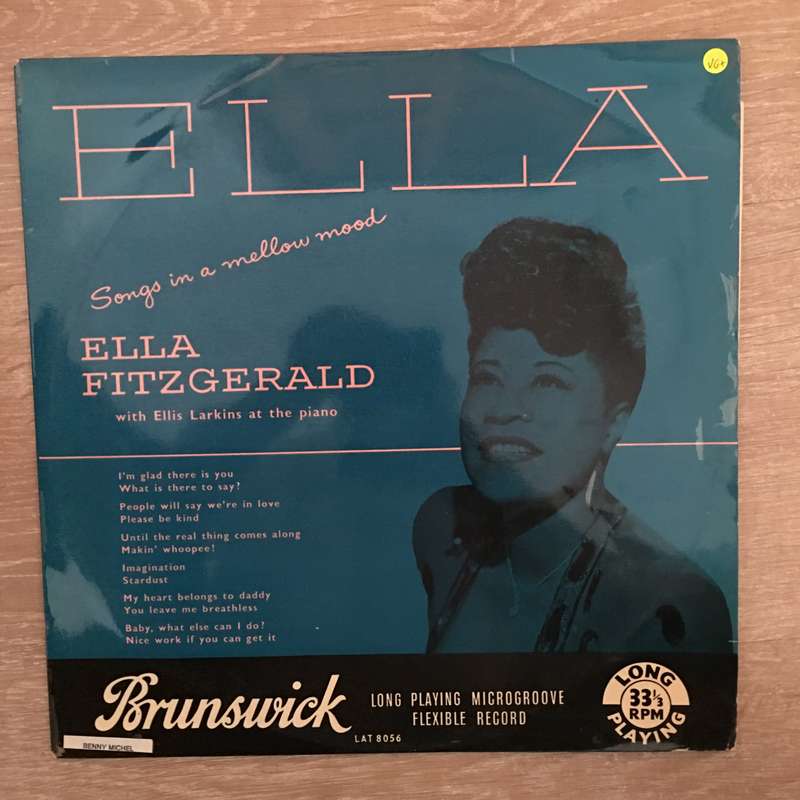 VG+
ELLA
Songs in a mellow mood
ELLA
FITZGERALD
with Ellis Larkins at the piano
I'm glad there is you
What is there to say?
People will say we're in love
Please be kind
Until the real thing comes along
Makin' whoopee!
Imagination
Stardust
My heart belongs to daddy
You leave me breathless
Baby, what else can I do?
Nice work if you can get it
Brunswick
LONG PLAYING MICROGROOVE
FLEXIBLE RECORD
LAT 8056
LONG
33 1/3
RPM
PLAYING
BENNY MICHEL